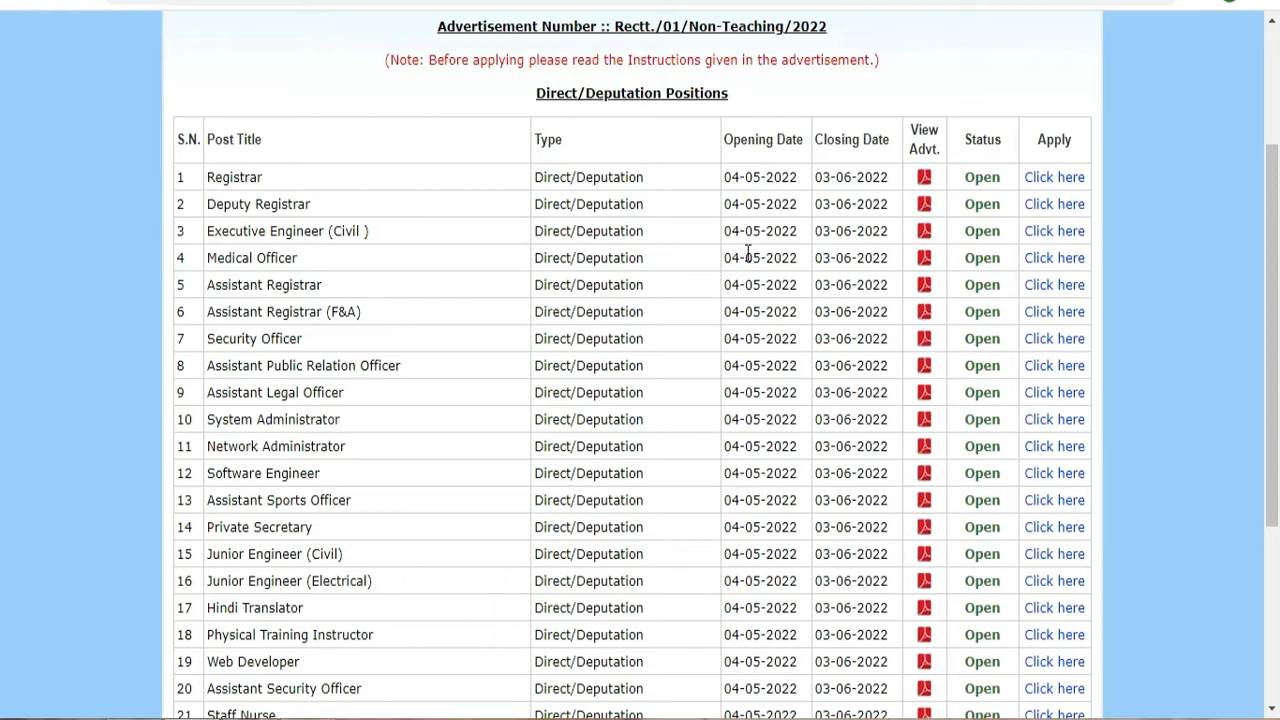 Advertisement Number :: Rectt./01/Non-Teaching/2022
(Note: Before applying please read the Instructions given in the advertisement.)
Direct/Deputation Positions
S.N. Post Title Type Opening Date Closing Date View Advt. Status Apply
1 Registrar Direct/Deputation 04-05-2022 03-06-2022 Open Click here
2 Deputy Registrar Direct/Deputation 04-05-2022 03-06-2022 Open Click here
3 Executive Engineer (Civil ) Direct/Deputation 04-05-2022 03-06-2022 Open Click here
4 Medical Officer Direct/Deputation 04-05-2022 03-06-2022 Open Click here
5 Assistant Registrar Direct/Deputation 04-05-2022 03-06-2022 Open Click here
6 Assistant Registrar (F&A) Direct/Deputation 04-05-2022 03-06-2022 Open Click here
7 Security Officer Direct/Deputation 04-05-2022 03-06-2022 Open Click here
8 Assistant Public Relation Officer Direct/Deputation 04-05-2022 03-06-2022 Open Click here
9 Assistant Legal Officer Direct/Deputation 04-05-2022 03-06-2022 Open Click here
10 System Administrator Direct/Deputation 04-05-2022 03-06-2022 Open Click here
11 Network Administrator Direct/Deputation 04-05-2022 03-06-2022 Open Click here
12 Software Engineer Direct/Deputation 04-05-2022 03-06-2022 Open Click here
13 Assistant Sports Officer Direct/Deputation 04-05-2022 03-06-2022 Open Click here
14 Private Secretary Direct/Deputation 04-05-2022 03-06-2022 Open Click here
15 Junior Engineer (Civil) Direct/Deputation 04-05-2022 03-06-2022 Open Click here
16 Junior Engineer (Electrical) Direct/Deputation 04-05-2022 03-06-2022 Open Click here
17 Hindi Translator Direct/Deputation 04-05-2022 03-06-2022 Open Click here
18 Physical Training Instructor Direct/Deputation 04-05-2022 03-06-2022 Open Click here
19 Web Developer Direct/Deputation 04-05-2022 03-06-2022 Open Click here
20 Assistant Security Officer Direct/Deputation 04-05-2022 03-06-2022 Open Click here
21 Staff Nurse Direct/Deputation 04-05-2022 03-06-2022 Open Click here